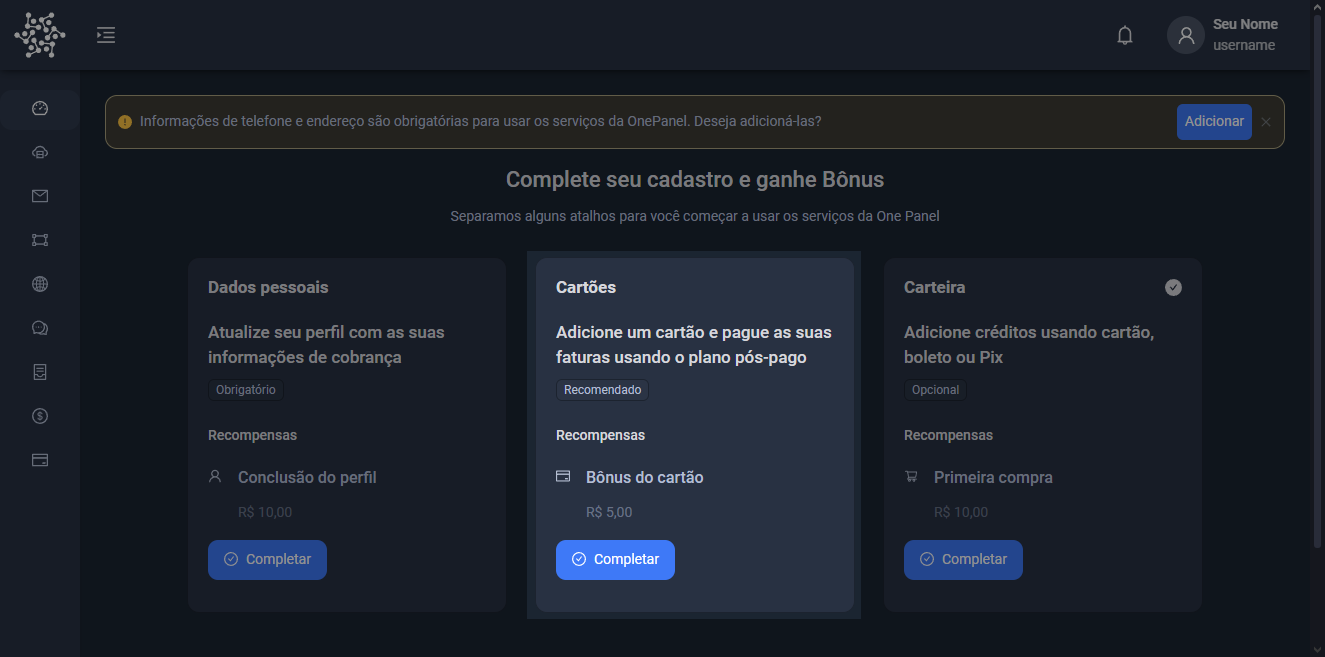 Seu Nome
username
Informações de telefone e endereço são obrigatórias para usar os serviços da OnePanel. Deseja adicioná-las?
Adicionar
Complete seu cadastro e ganhe Bônus
Separamos alguns atalhos para você começar a usar os serviços da One Panel
Dados pessoais
Atualize seu perfil com as suas
informações de cobrança
Obrigatório
Recompensas
Conclusão do perfil
R$ 10,00
Completar
Cartões
Adicione um cartão e pague as suas
faturas usando o plano pós-pago
Recomendado
Recompensas
Bônus do cartão
R$ 5,00
Completar
Carteira
Adicione créditos usando cartão,
boleto ou Pix
Opcional
Recompensas
Primeira compra
R$ 10,00
Completar